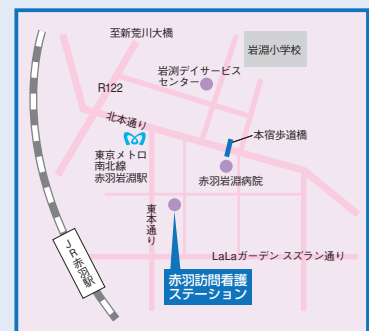 至新荒川大橋
岩淵小学校
岩渕デイサービス
センター
R122
北本通り
本宿歩道橋
東京メトロ
南北線
赤羽岩淵駅
赤羽岩淵病院
東本通り
LaLaガーデン スズラン通り
JR赤羽駅
赤羽訪問看護
ステーション